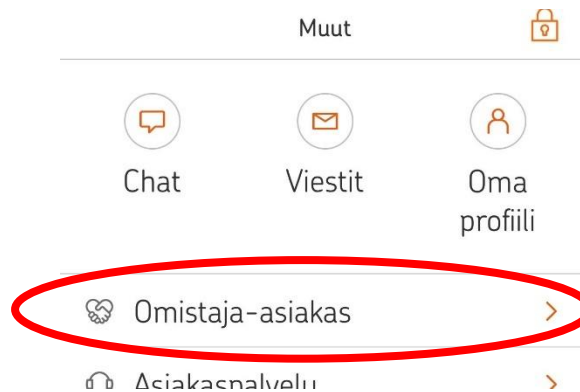 Muut
Chat
Viestit
Oma
profiili
Omistaja-asiakas
Asiakaspalvelu